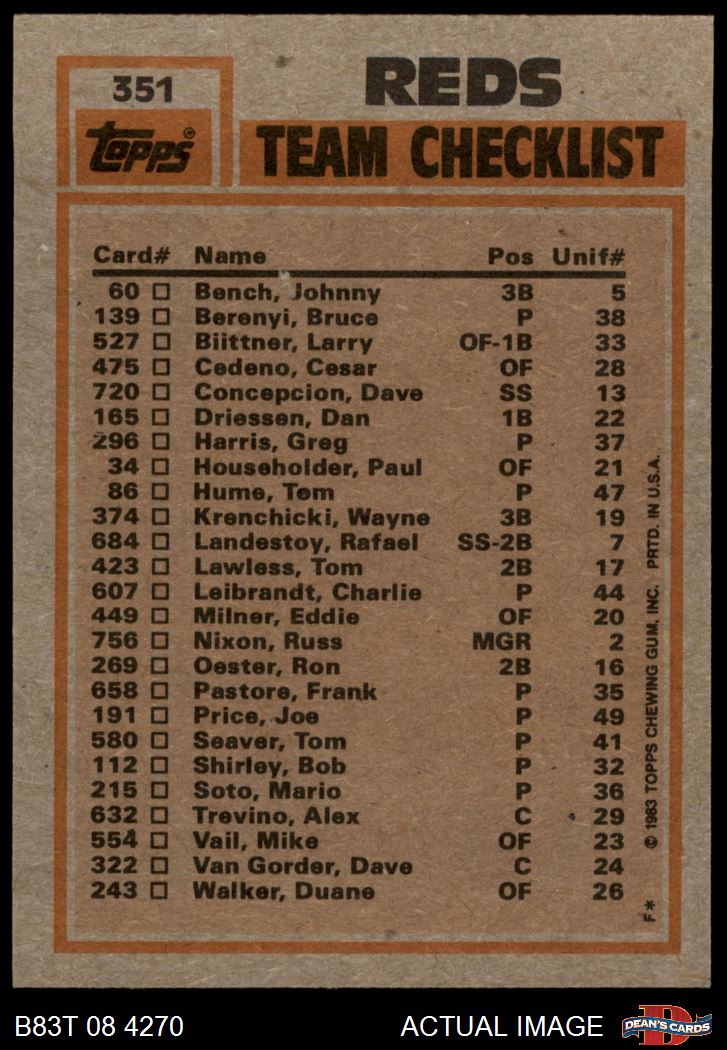 351
REDS
Topps®
TEAM CHECKLIST
Card# Name Pos Unif#
60 Bench, Johnny 3B 5
139 Berenyi, Bruce P 38
527 Biittner, Larry OF-1B 33
475 Cedeno, Cesar OF 28
720 Concepcion, Dave SS 13
165 Driessen, Dan 1B 22
296 Harris, Greg P 37
34 Householder, Paul OF 21
86 Hume, Tom P 47
374 Krenchicki, Wayne 3B 19
684 Landestoy, Rafael SS-2B 7
423 Lawless, Tom 2B 17
607 Leibrandt, Charlie P 44
449 Milner, Eddie OF 20
756 Nixon, Russ MGR 2
269 Oester, Ron 2B 16
658 Pastore, Frank P 35
191 Price, Joe P 49
580 Seaver, Tom P 41
112 Shirley, Bob P 32
215 Soto, Mario P 36
632 Trevino, Alex C 29
554 Vail, Mike OF 23
322 Van Gorder, Dave C 24
243 Walker, Duane OF 26
F* © 1983 TOPPS CHEWING GUM, INC. PRTD. IN U.S.A.
B83T 08 4270
ACTUAL IMAGE
D
DEAN'S CARDS